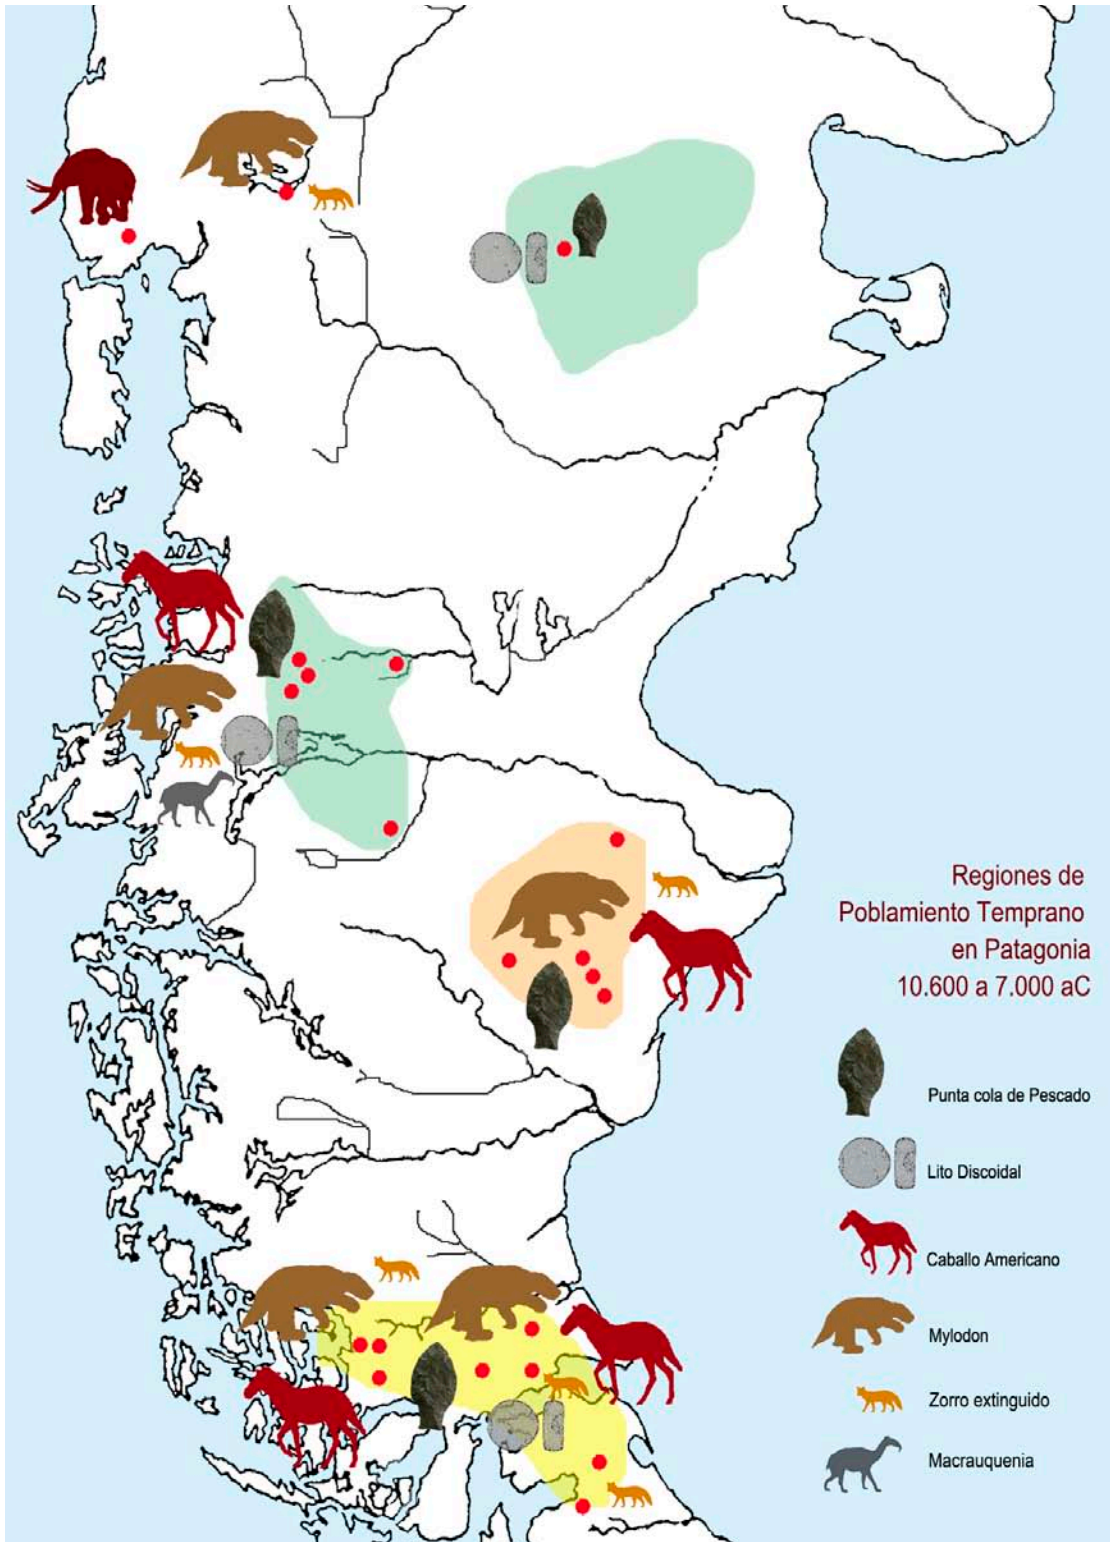 Regiones de
Poblamiento Temprano
en Patagonia
10.600 a 7.000 aC
Punta cola de Pescado
Lito Discoidal
Caballo Americano
Mylodon
Zorro extinguido
Macrauquenia